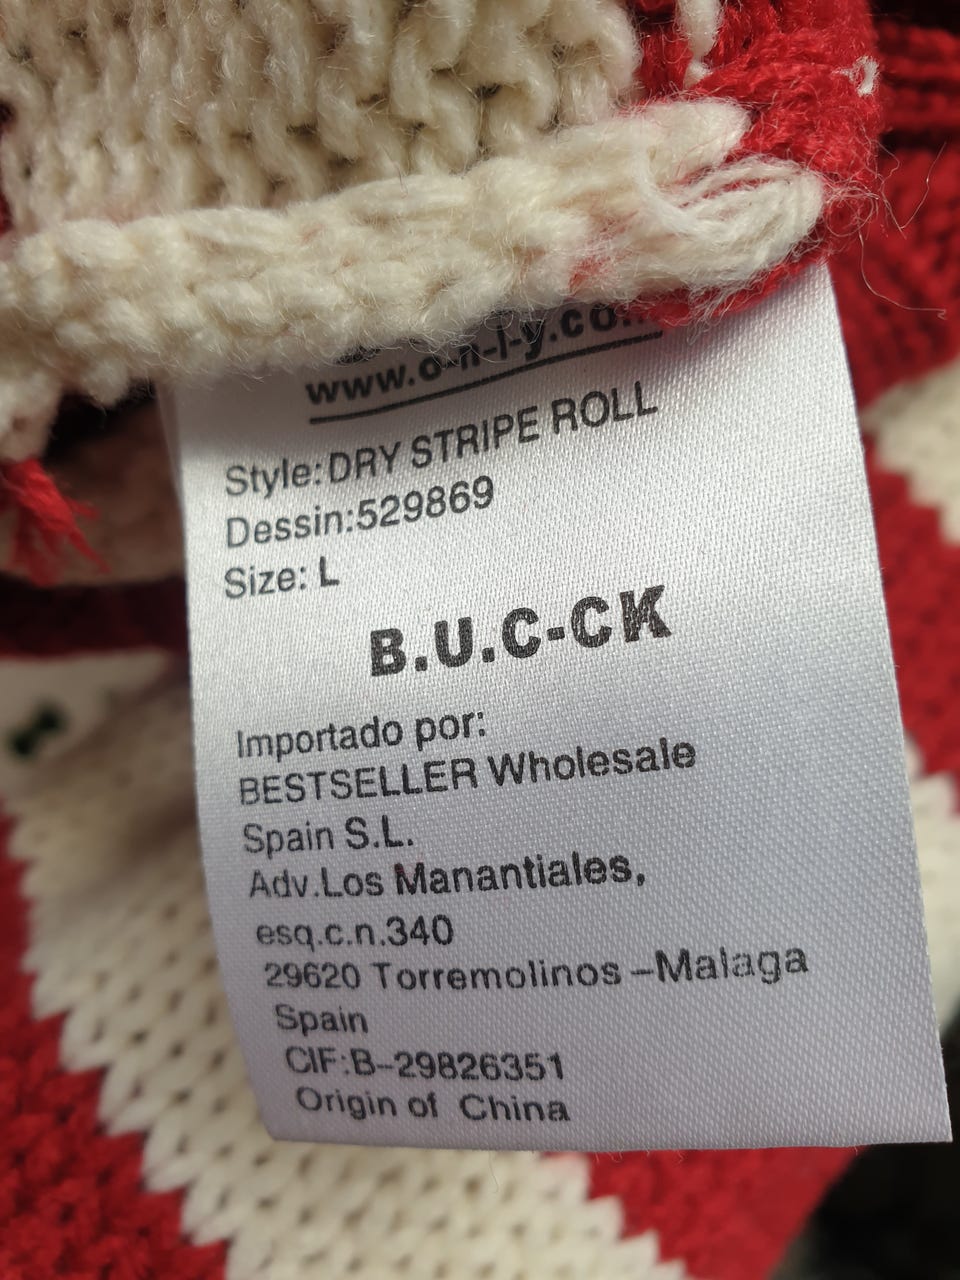 www.o-n-l-y.co
Style:DRY STRIPE ROLL
Dessin:529869
Size: L
B.U.C-CK
Importado por:
BESTSELLER Wholesale
Spain S.L.
Adv.Los Manantiales,
esq.c.n.340
29620 Torremolinos –Malaga
Spain
CIF:B–29826351
Origin of China